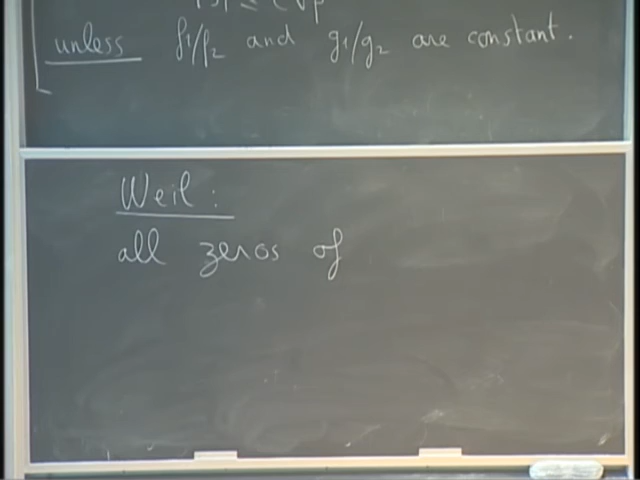 unless f1/f2 and g1/g2 are constant.
Weil:
all zeros of